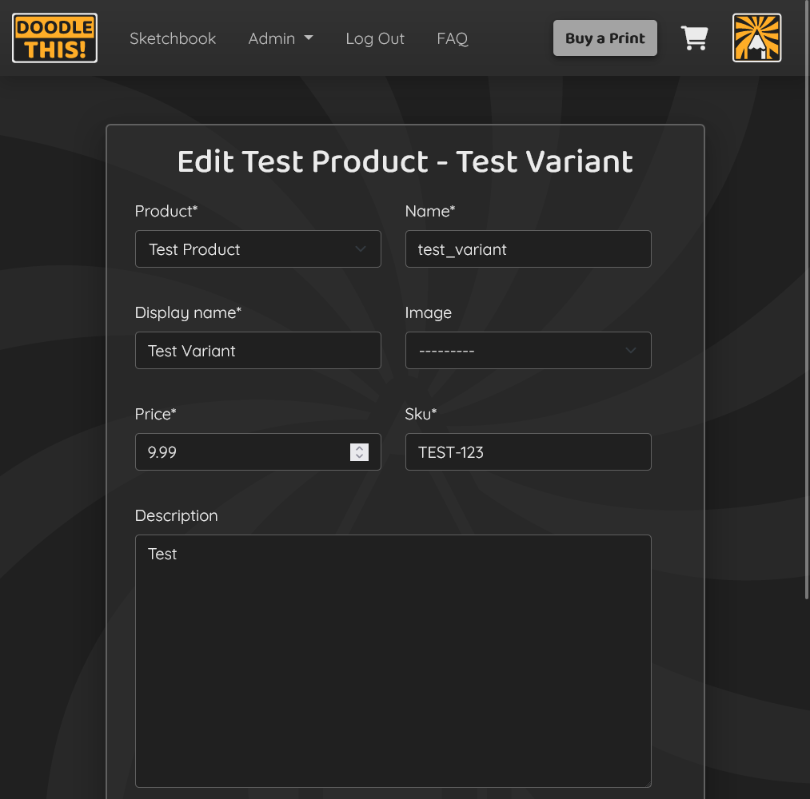 DOODLE
THIS!
Sketchbook Admin Log Out FAQ Buy a Print
Edit Test Product - Test Variant
Product* Name*
Test Product test_variant
Display name* Image
Test Variant ---------
Price* Sku*
9.99 TEST-123
Description
Test